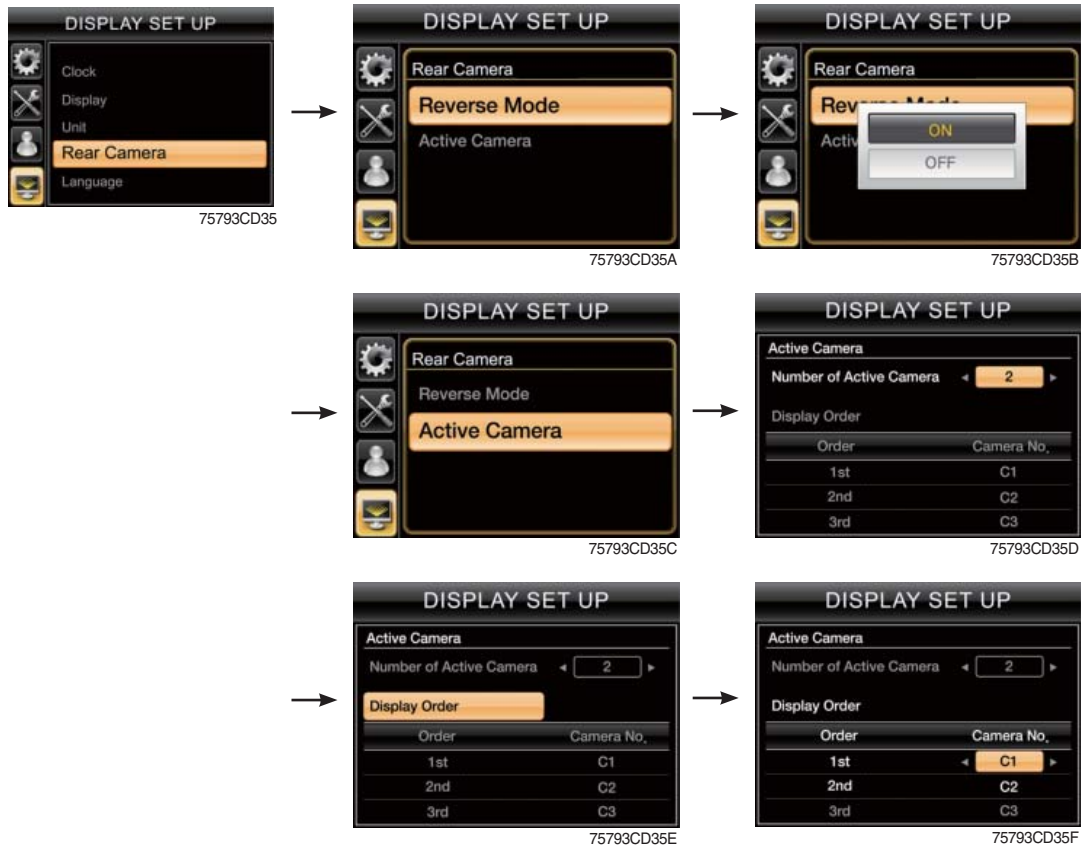 DISPLAY SET UP
Clock
Display
Unit
Rear Camera
Language
75793CD35
DISPLAY SET UP
Rear Camera
Reverse Mode
Active Camera
75793CD35A
DISPLAY SET UP
Rear Camera
Reverse Mode
Activ
ON
OFF
75793CD35B
DISPLAY SET UP
Rear Camera
Reverse Mode
Active Camera
75793CD35C
DISPLAY SET UP
Active Camera
Number of Active Camera 2
Display Order
Order Camera No.
1st C1
2nd C2
3rd C3
75793CD35D
DISPLAY SET UP
Active Camera
Number of Active Camera 2
Display Order
Order Camera No.
1st C1
2nd C2
3rd C3
75793CD35E
DISPLAY SET UP
Active Camera
Number of Active Camera 2
Display Order
Order Camera No.
1st C1
2nd C2
3rd C3
75793CD35F